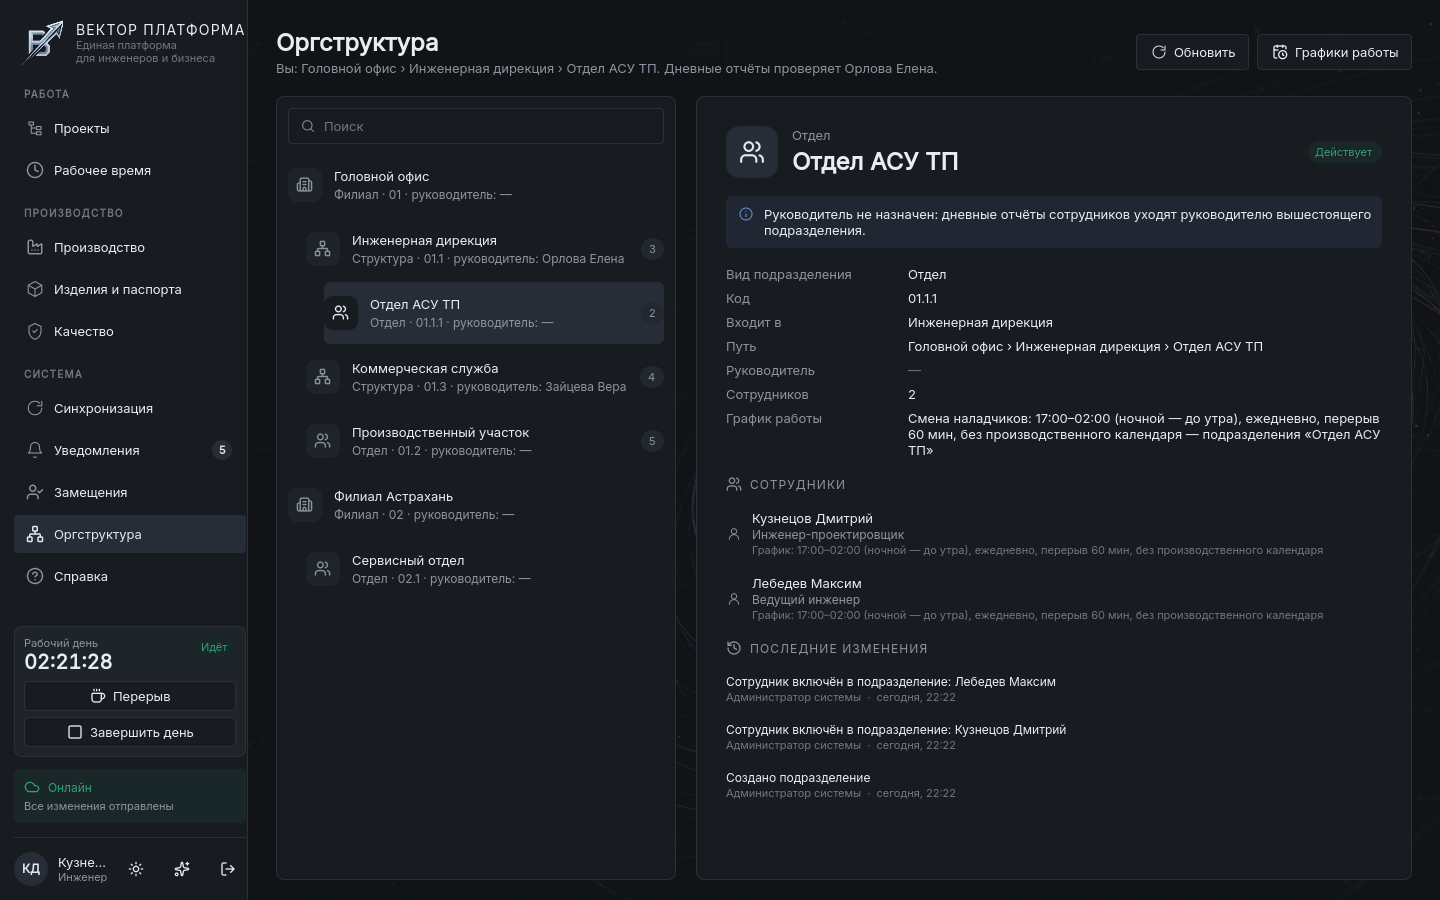 ВЕКТОР ПЛАТФОРМА
Единая платформа
для инженеров и бизнеса
РАБОТА
Проекты
Рабочее время
ПРОИЗВОДСТВО
Производство
Изделия и паспорта
Качество
СИСТЕМА
Синхронизация
Уведомления 5
Замещения
Оргструктура
Справка
Рабочий день
Идёт
02:21:28
Перерыв
Завершить день
Онлайн
Все изменения отправлены
КД
Кузне...
Инженер
Оргструктура
Вы: Головной офис › Инженерная дирекция › Отдел АСУ ТП. Дневные отчёты проверяет Орлова Елена.
Обновить
Графики работы
Поиск
Головной офис
Филиал · 01 · руководитель: —
Инженерная дирекция
Структура · 01.1 · руководитель: Орлова Елена
3
Отдел АСУ ТП
Отдел · 01.1.1 · руководитель: —
2
Коммерческая служба
Структура · 01.3 · руководитель: Зайцева Вера
4
Производственный участок
Отдел · 01.2 · руководитель: —
5
Филиал Астрахань
Филиал · 02 · руководитель: —
Сервисный отдел
Отдел · 02.1 · руководитель: —
Отдел
Отдел АСУ ТП
Действует
Руководитель не назначен: дневные отчёты сотрудников уходят руководителю вышестоящего
подразделения.
Вид подразделения Отдел
Код 01.1.1
Входит в Инженерная дирекция
Путь Головной офис › Инженерная дирекция › Отдел АСУ ТП
Руководитель —
Сотрудников 2
График работы Смена наладчиков: 17:00–02:00 (ночной — до утра), ежедневно, перерыв
60 мин, без производственного календаря — подразделения «Отдел АСУ
ТП»
СОТРУДНИКИ
Кузнецов Дмитрий
Инженер-проектировщик
График: 17:00–02:00 (ночной — до утра), ежедневно, перерыв 60 мин, без производственного календаря
Лебедев Максим
Ведущий инженер
График: 17:00–02:00 (ночной — до утра), ежедневно, перерыв 60 мин, без производственного календаря
ПОСЛЕДНИЕ ИЗМЕНЕНИЯ
Сотрудник включён в подразделение: Лебедев Максим
Администратор системы · сегодня, 22:22
Сотрудник включён в подразделение: Кузнецов Дмитрий
Администратор системы · сегодня, 22:22
Создано подразделение
Администратор системы · сегодня, 22:22